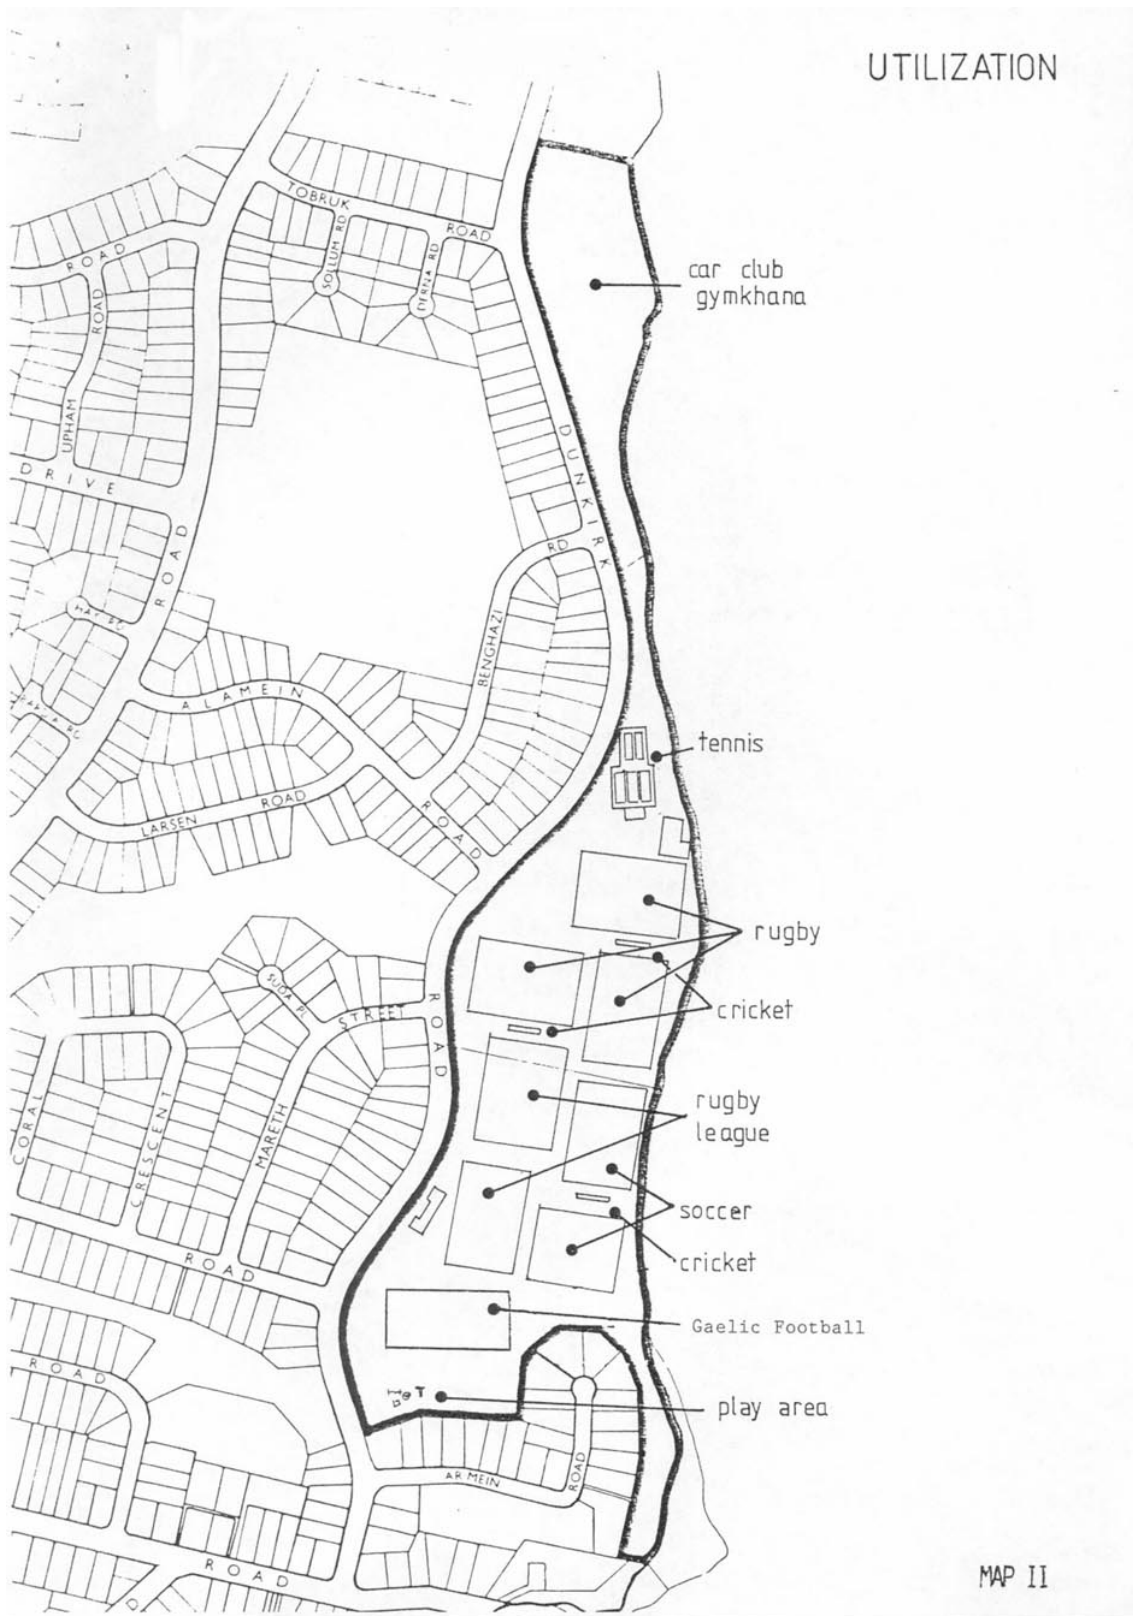 UTILIZATION
TOBRUK
ROAD
SOLLUM RD
DERNA RD
ROAD
ROAD
UPHAM
DRIVE
ROAD
car club
gymkhana
DUNKIRK
RD
BENGHAZI
ALAMEIN
ROAD
LARSEN
ROAD
tennis
rugby
SUDA PL
STREET
ROAD
cricket
CORAL
CRESCENT
MARETH
rugby
league
soccer
ROAD
cricket
Gaelic Football
ROAD
play area
ARMEIN
ROAD
ROAD
MAP II